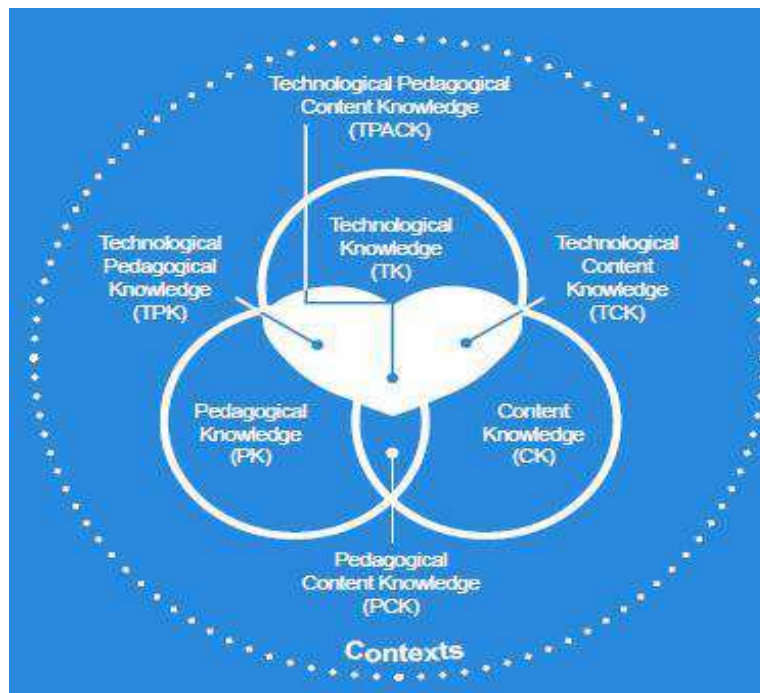 Technological Pedagogical
Content Knowledge
(TPACK)
Technological
Knowledge
(TK)
Technological
Pedagogical
Knowledge
(TPK)
Technological
Content
Knowledge
(TCK)
Pedagogical
Knowledge
(PK)
Content
Knowledge
(CK)
Pedagogical
Content Knowledge
(PCK)
Contexts